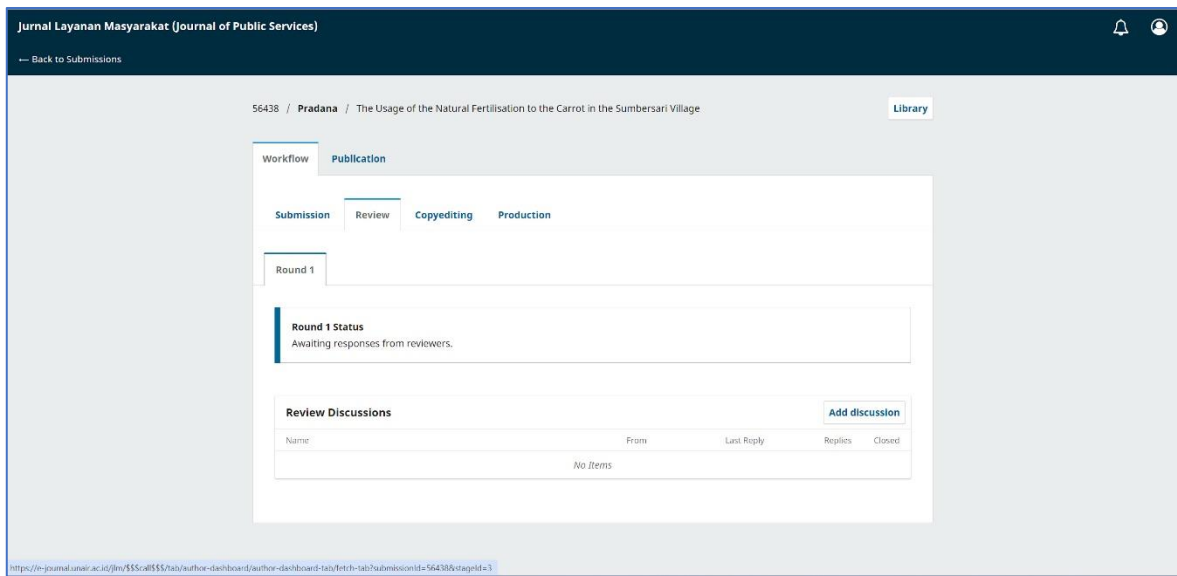 Jurnal Layanan Masyarakat (Journal of Public Services)
← Back to Submissions
56438 / Pradana / The Usage of the Natural Fertilisation to the Carrot in the Sumbersari Village
Library
Workflow Publication
Submission Review Copyediting Production
Round 1
Round 1 Status
Awaiting responses from reviewers.
Review Discussions
Add discussion
Name From Last Reply Replies Closed
No Items
https://e-journal.unair.ac.id/jlm/$$$call$$$/tab/author-dashboard/author-dashboard-tab/fetch-tab?submissionId=56438&stageId=3